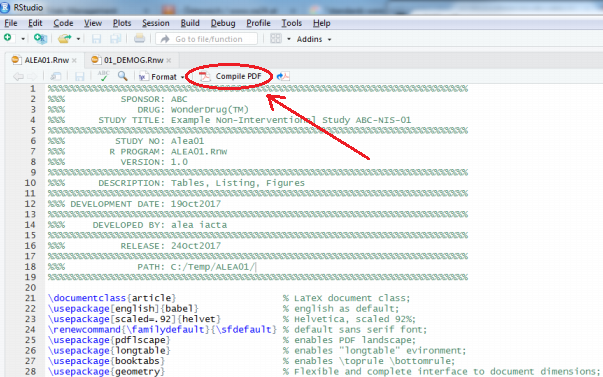 RStudio
File Edit Code View Plots Session Build Debug Profile Tools Help
Go to file/function Addins
ALEA01.Rnw 01_DEMOG.Rnw
ABC Format Compile PDF
1 %%%%%%%%%%%%%%%%%%%%%%%%%%%%%%%%%%%%%%%%%%%%%%%%%%%%%%%%%%%%%%%%%%%%%%%%%%%%
2 %%% SPONSOR: ABC
3 %%% DRUG: WonderDrug(TM)
4 %%% STUDY TITLE: Example Non-Interventional Study ABC-NIS-01
5 %%%%%%%%%%%%%%%%%%%%%%%%%%%%%%%%%%%%%%%%%%%%%%%%%%%%%%%%%%%%%%%%%%%%%%%%%%%%
6 %%% STUDY NO: Alea01
7 %%% R PROGRAM: ALEA01.Rnw
8 %%% VERSION: 1.0
9 %%%%%%%%%%%%%%%%%%%%%%%%%%%%%%%%%%%%%%%%%%%%%%%%%%%%%%%%%%%%%%%%%%%%%%%%%%%%
10 %%% DESCRIPTION: Tables, Listing, Figures
11 %%%%%%%%%%%%%%%%%%%%%%%%%%%%%%%%%%%%%%%%%%%%%%%%%%%%%%%%%%%%%%%%%%%%%%%%%%%%
12 %%% DEVELOPMENT DATE: 19Oct2017
13 %%%%%%%%%%%%%%%%%%%%%%%%%%%%%%%%%%%%%%%%%%%%%%%%%%%%%%%%%%%%%%%%%%%%%%%%%%%%
14 %%% DEVELOPED BY: alea iacta
15 %%%%%%%%%%%%%%%%%%%%%%%%%%%%%%%%%%%%%%%%%%%%%%%%%%%%%%%%%%%%%%%%%%%%%%%%%%%%
16 %%% RELEASE: 24Oct2017
17 %%%%%%%%%%%%%%%%%%%%%%%%%%%%%%%%%%%%%%%%%%%%%%%%%%%%%%%%%%%%%%%%%%%%%%%%%%%%
18 %%% PATH: C:/Temp/ALEA01/
19 %%%%%%%%%%%%%%%%%%%%%%%%%%%%%%%%%%%%%%%%%%%%%%%%%%%%%%%%%%%%%%%%%%%%%%%%%%%%
20
21 \documentclass{article} % LaTeX document class;
22 \usepackage[english]{babel} % english as default;
23 \usepackage[scaled=.92]{helvet} % Helvetica, scaled 92%;
24 \renewcommand{\familydefault}{\sfdefault} % default sans serif font;
25 \usepackage{pdflscape} % enables PDF landscape;
26 \usepackage{longtable} % enables "longtable" evironment;
27 \usepackage{booktabs} % enables \toprule \bottomrule;
28 \usepackage{geometry} % Flexible and complete interface to document dimensions;